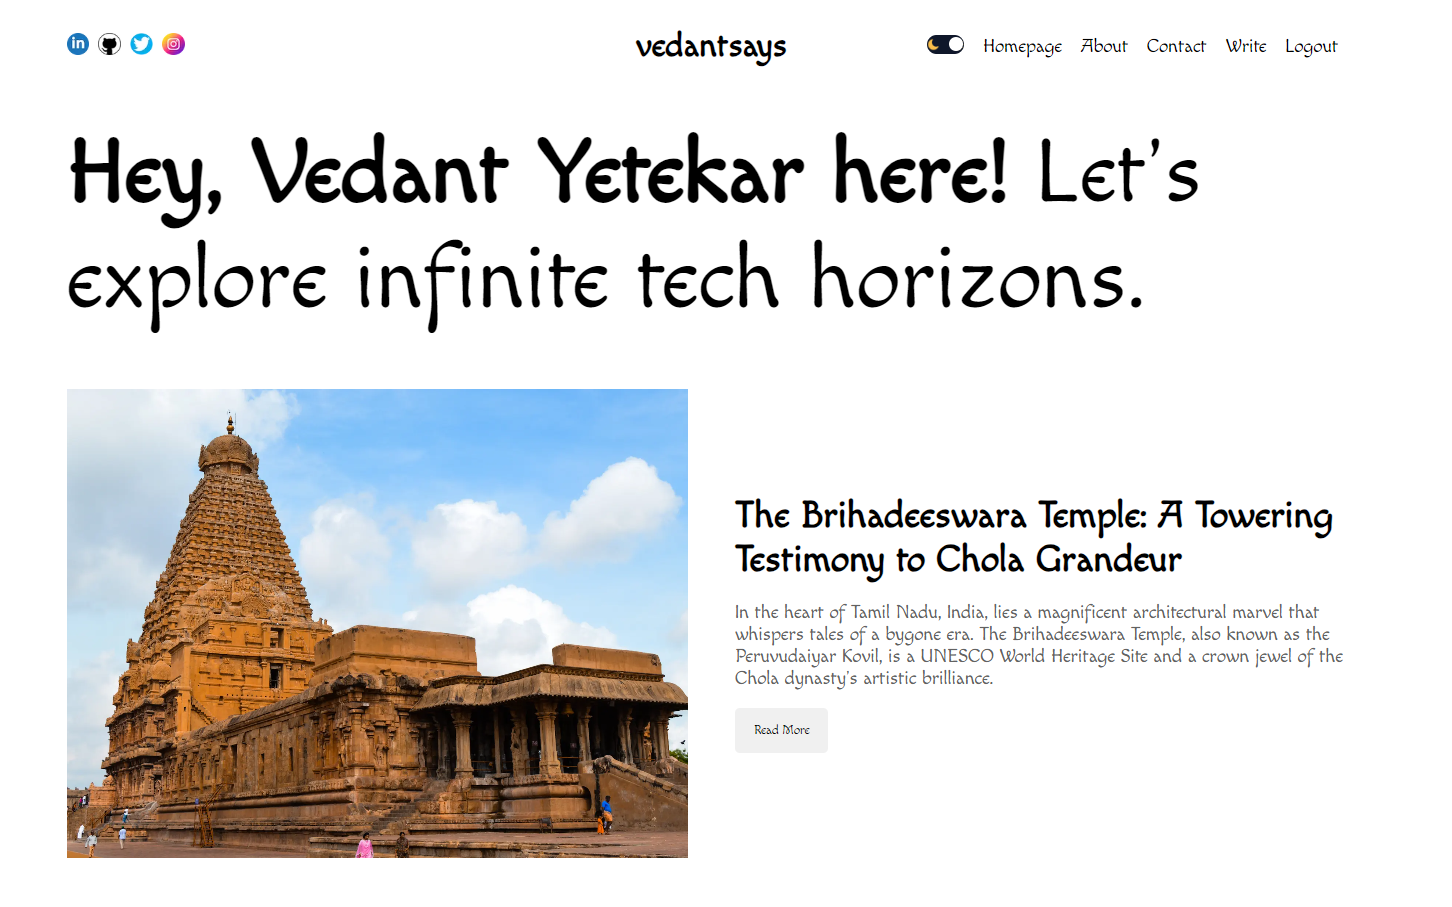 in
vedantsays
Homepage About Contact Write Logout
Hey, Vedant Yetekar here! Let's
explore infinite tech horizons.
The Brihadeeswara Temple: A Towering
Testimony to Chola Grandeur
In the heart of Tamil Nadu, India, lies a magnificent architectural marvel that
whispers tales of a bygone era. The Brihadeeswara Temple, also known as the
Peruvudaiyar Kovil, is a UNESCO World Heritage Site and a crown jewel of the
Chola dynasty's artistic brilliance.
Read More